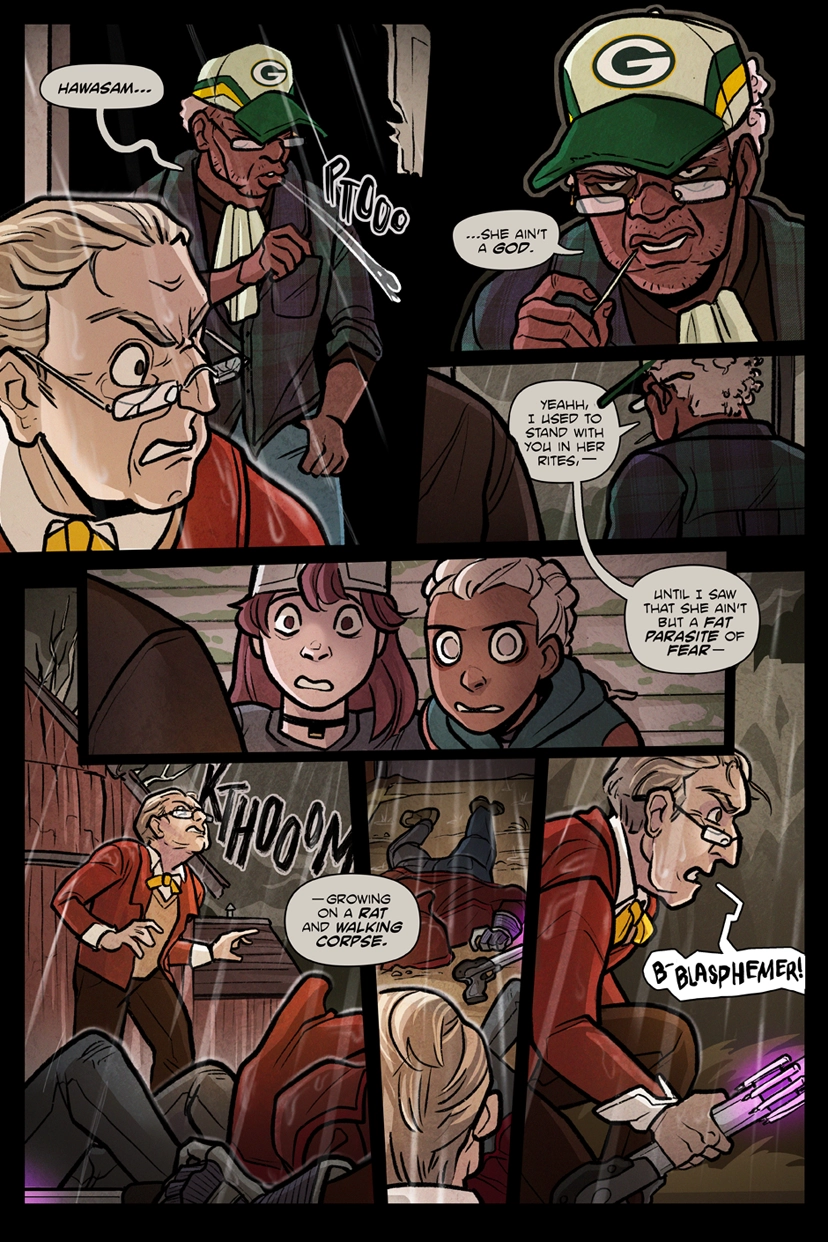 HAWASAM...
G
PTOOO
G
...SHE AIN'T
A GOD.
YEAHH,
I USED TO
STAND WITH
YOU IN HER
RITES,—
UNTIL I SAW
THAT SHE AIN'T
BUT A FAT
PARASITE OF
FEAR—
KTHOOOM
—GROWING
ON A RAT
AND WALKING
CORPSE.
B-BLASPHEMER!